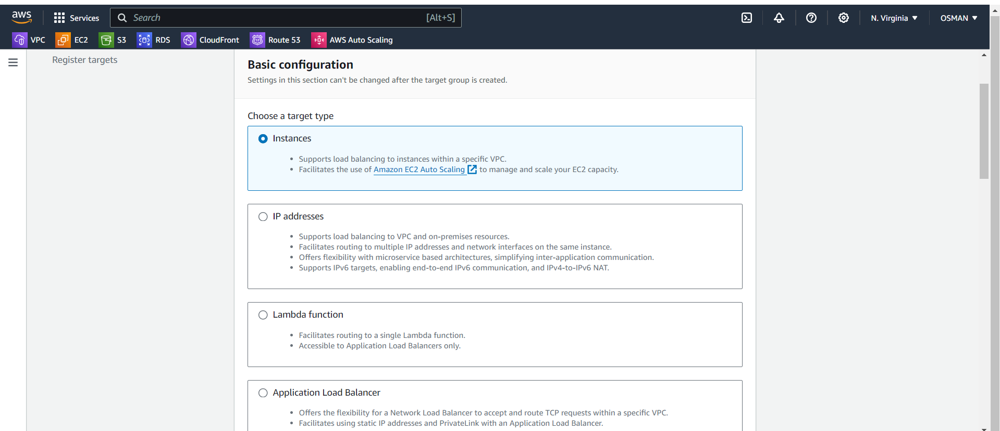 aws Services Search [Alt+S] N. Virginia OSMAN
VPC EC2 S3 RDS CloudFront Route 53 AWS Auto Scaling
Register targets
Basic configuration
Settings in this section can't be changed after the target group is created.
Choose a target type
Instances
Supports load balancing to instances within a specific VPC.
Facilitates the use of Amazon EC2 Auto Scaling to manage and scale your EC2 capacity.
IP addresses
Supports load balancing to VPC and on-premises resources.
Facilitates routing to multiple IP addresses and network interfaces on the same instance.
Offers flexibility with microservice based architectures, simplifying inter-application communication.
Supports IPv6 targets, enabling end-to-end IPv6 communication, and IPv4-to-IPv6 NAT.
Lambda function
Facilitates routing to a single Lambda function.
Accessible to Application Load Balancers only.
Application Load Balancer
Offers the flexibility for a Network Load Balancer to accept and route TCP requests within a specific VPC.
Facilitates using static IP addresses and PrivateLink with an Application Load Balancer.